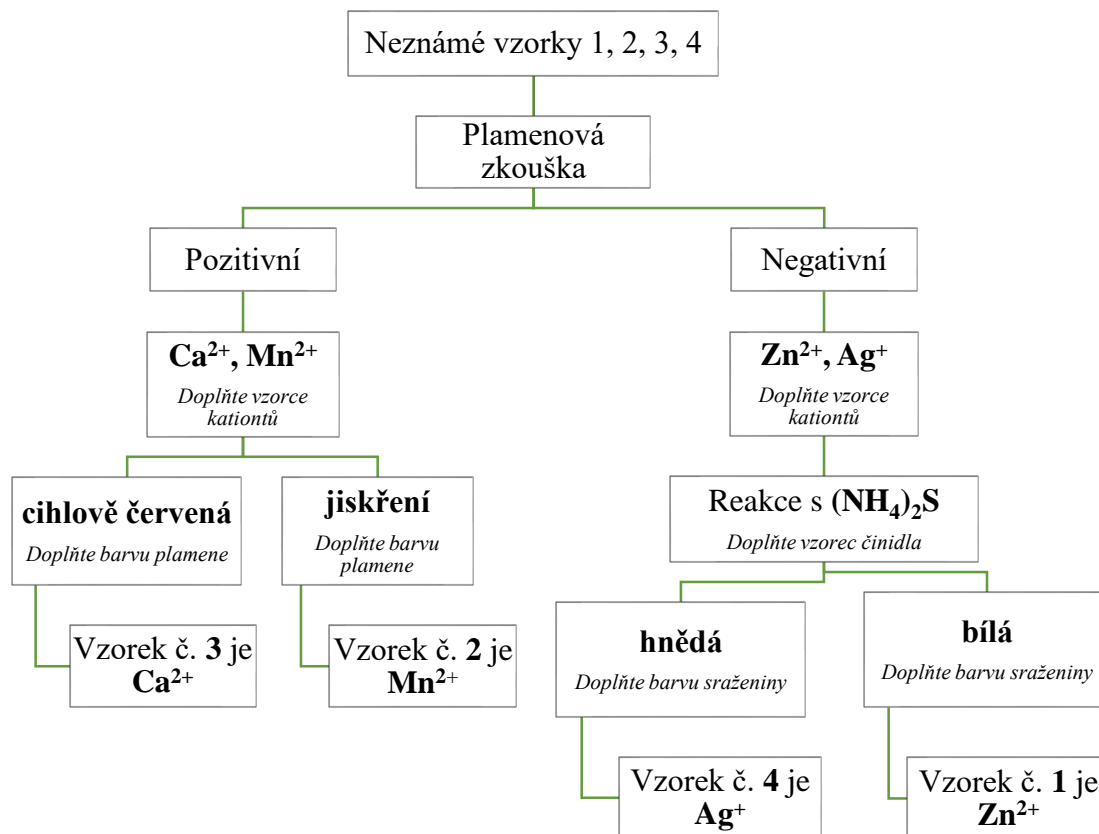 Neznámé vzorky 1, 2, 3, 4
Plamenová
zkouška
Pozitivní
Negativní
Ca²⁺, Mn²⁺
Doplňte vzorce
kationtů
Zn²⁺, Ag⁺
Doplňte vzorce
kationtů
cihlově červená
Doplňte barvu plamene
jiskření
Doplňte barvu
plamene
Reakce s (NH₄)₂S
Doplňte vzorec činidla
Vzorek č. 3 je
Ca²⁺
Vzorek č. 2 je
Mn²⁺
hnědá
Doplňte barvu sraženiny
bílá
Doplňte barvu sraženiny
Vzorek č. 4 je
Ag⁺
Vzorek č. 1 je
Zn²⁺